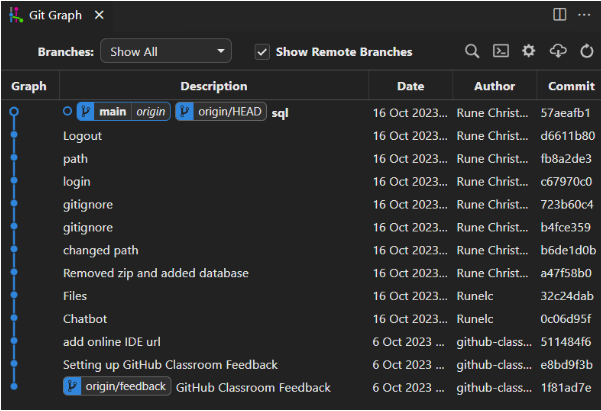 Git Graph
Branches: Show All Show Remote Branches
Graph Description Date Author Commit
main origin origin/HEAD sql 16 Oct 2023... Rune Christ... 57aeafb1
Logout 16 Oct 2023... Rune Christ... d6611b80
path 16 Oct 2023... Rune Christ... fb8a2de3
login 16 Oct 2023... Rune Christ... c67970c0
gitignore 16 Oct 2023... Rune Christ... 723b60c4
gitignore 16 Oct 2023... Rune Christ... b4fce359
changed path 16 Oct 2023... Rune Christ... b6de1d0b
Removed zip and added database 16 Oct 2023... Rune Christ... a47f58b0
Files 16 Oct 2023... Runelc 32c24dab
Chatbot 16 Oct 2023... Runelc 0c06d95f
add online IDE url 6 Oct 2023 ... github-class... 511484f6
Setting up GitHub Classroom Feedback 6 Oct 2023 ... github-class... e8bd9f3b
origin/feedback GitHub Classroom Feedback 6 Oct 2023 ... github-class... 1f81ad7e